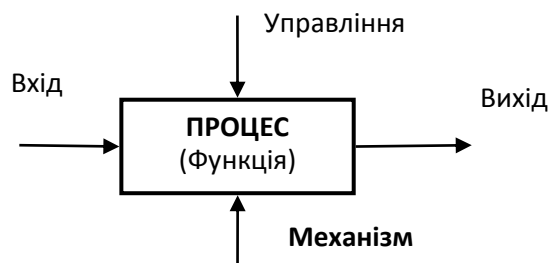 Управління
Вхід
Вихід
ПРОЦЕС
(Функція)
Механізм